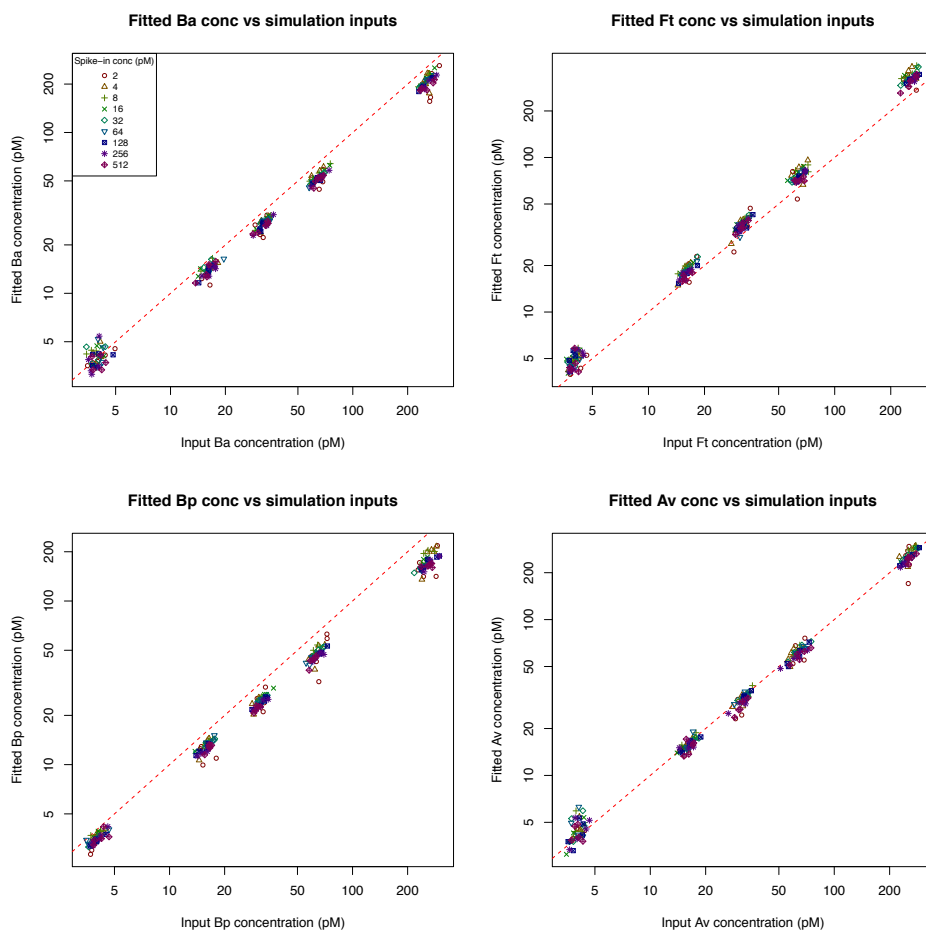 Fitted Ba conc vs simulation inputs
Spike−in conc (pM)
2
4
8
16
32
64
128
256
512
Fitted Ba concentration (pM)
200
100
50
20
10
5
5 10 20 50 100 200
Input Ba concentration (pM)
Fitted Ft conc vs simulation inputs
Fitted Ft concentration (pM)
200
100
50
20
10
5
5 10 20 50 100 200
Input Ft concentration (pM)
Fitted Bp conc vs simulation inputs
Fitted Bp concentration (pM)
200
100
50
20
10
5
5 10 20 50 100 200
Input Bp concentration (pM)
Fitted Av conc vs simulation inputs
Fitted Av concentration (pM)
200
100
50
20
10
5
5 10 20 50 100 200
Input Av concentration (pM)